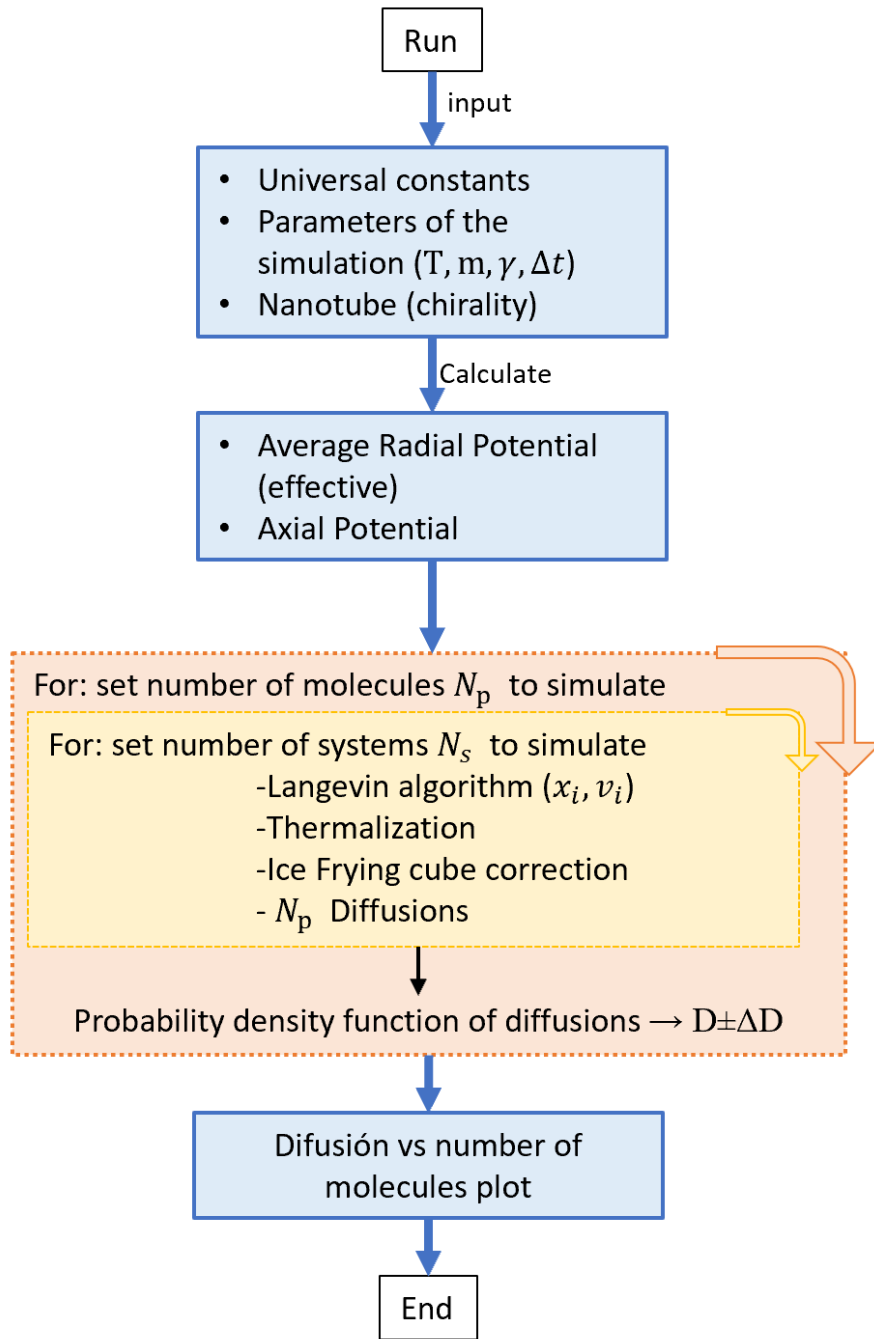 Run
input
• Universal constants
• Parameters of the
simulation (T, m, γ, Δt)
• Nanotube (chirality)
Calculate
• Average Radial Potential
(effective)
• Axial Potential
For: set number of molecules Nₚ to simulate
For: set number of systems Nₛ to simulate
-Langevin algorithm (xᵢ, vᵢ)
-Thermalization
-Ice Frying cube correction
- Nₚ Diffusions
Probability density function of diffusions → D±ΔD
Difusión vs number of
molecules plot
End